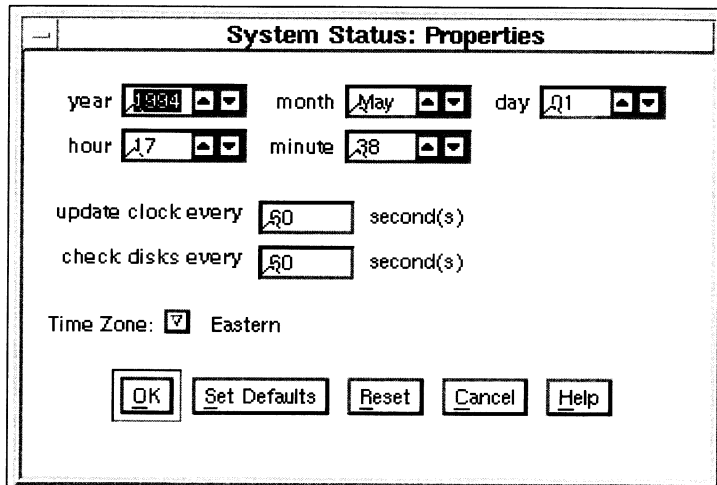 System Status: Properties
year 1994 month May day 01
hour 17 minute 38
update clock every 60 second(s)
check disks every 60 second(s)
Time Zone: Eastern
OK Set Defaults Reset Cancel Help